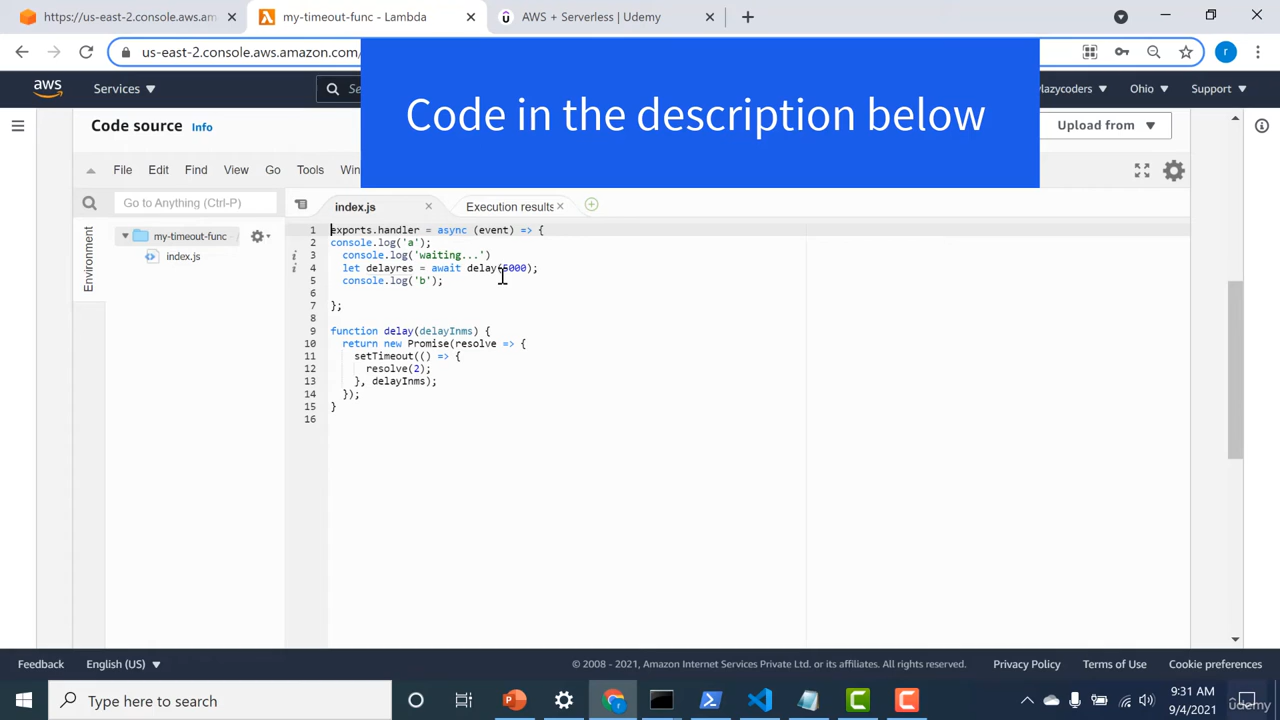 https://us-east-2.console.aws.am
my-timeout-func - Lambda
AWS + Serverless | Udemy
us-east-2.console.aws.amazon.com/
r
aws
Services
Se
Mazycoders
Ohio
Support
Code in the description below
Code source
Info
Upload from
File Edit Find View Go Tools Win
Go to Anything (Ctrl-P)
index.js
Execution results
Environment
my-timeout-func
index.js
1 exports.handler = async (event) => {
2 console.log('a');
3 console.log('waiting...')
4 let delayres = await delay(5000);
5 console.log('b');
6
7 };
8
9 function delay(delayInms) {
10 return new Promise(resolve => {
11 setTimeout(() => {
12 resolve(2);
13 }, delayInms);
14 });
15 }
16
Feedback English (US)
© 2008 - 2021, Amazon Internet Services Private Ltd. or its affiliates. All rights reserved.
Privacy Policy Terms of Use Cookie preferences
Type here to search
9:31 AM
9/4/2021
udemy